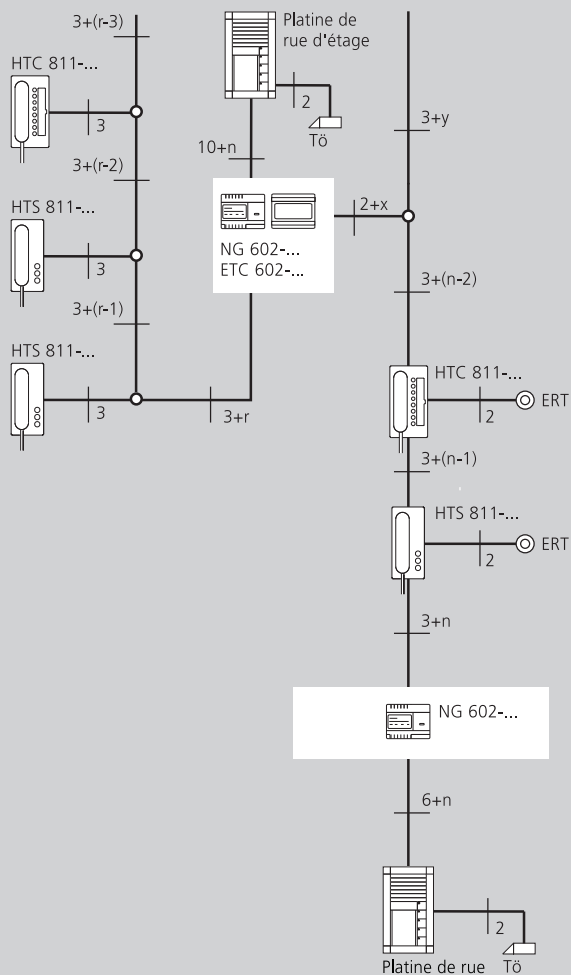 3+(r-3)
Platine de
rue d'étage
HTC 811-...
3
2
Tö
3+y
10+n
3+(r-2)
HTS 811-...
3
NG 602-...
ETC 602-...
2+x
3+(n-2)
3+(r-1)
HTS 811-...
3
3+r
HTC 811-...
2
ERT
3+(n-1)
HTS 811-...
2
ERT
3+n
NG 602-...
6+n
2
Platine de rue
Tö